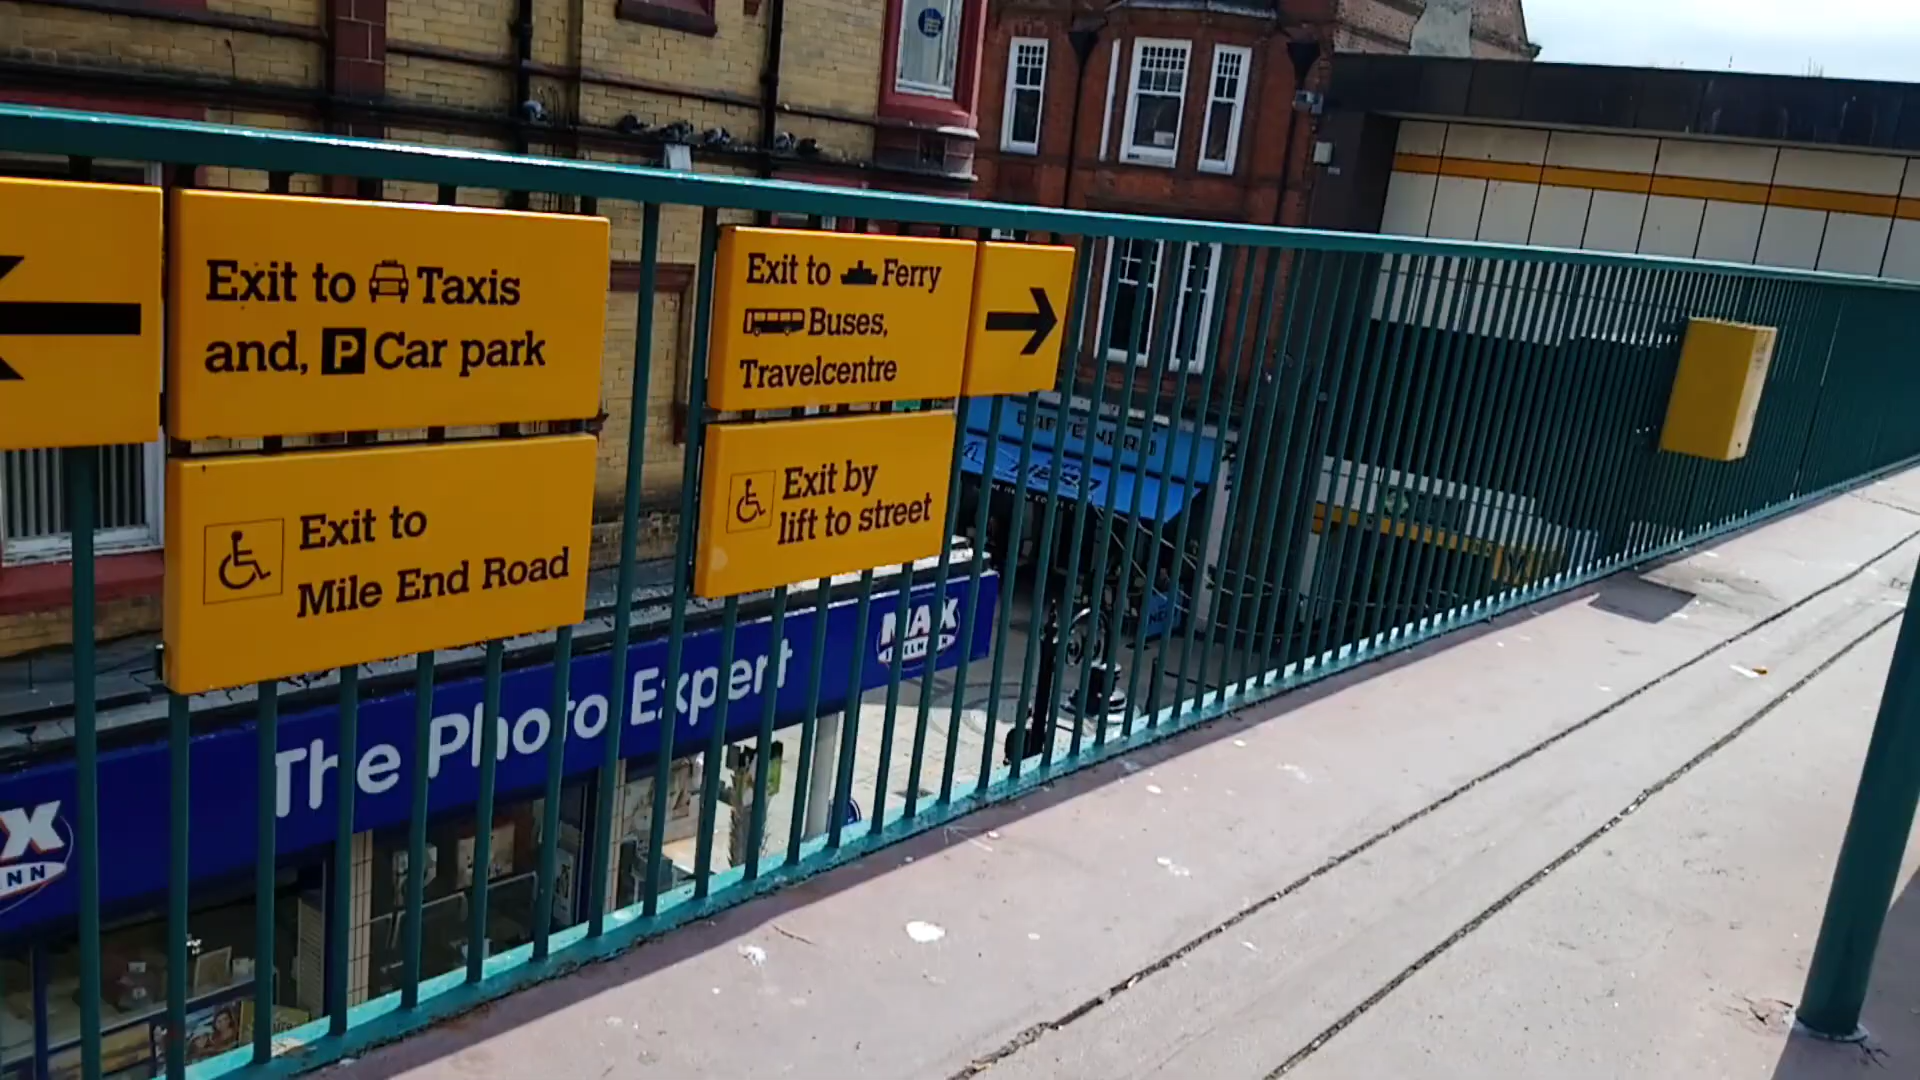 Exit to Taxis
and, P Car park
Exit to
Mile End Road
Exit to Ferry
Buses,
Travelcentre
Exit by
lift to street
The Photo Expert
MAX